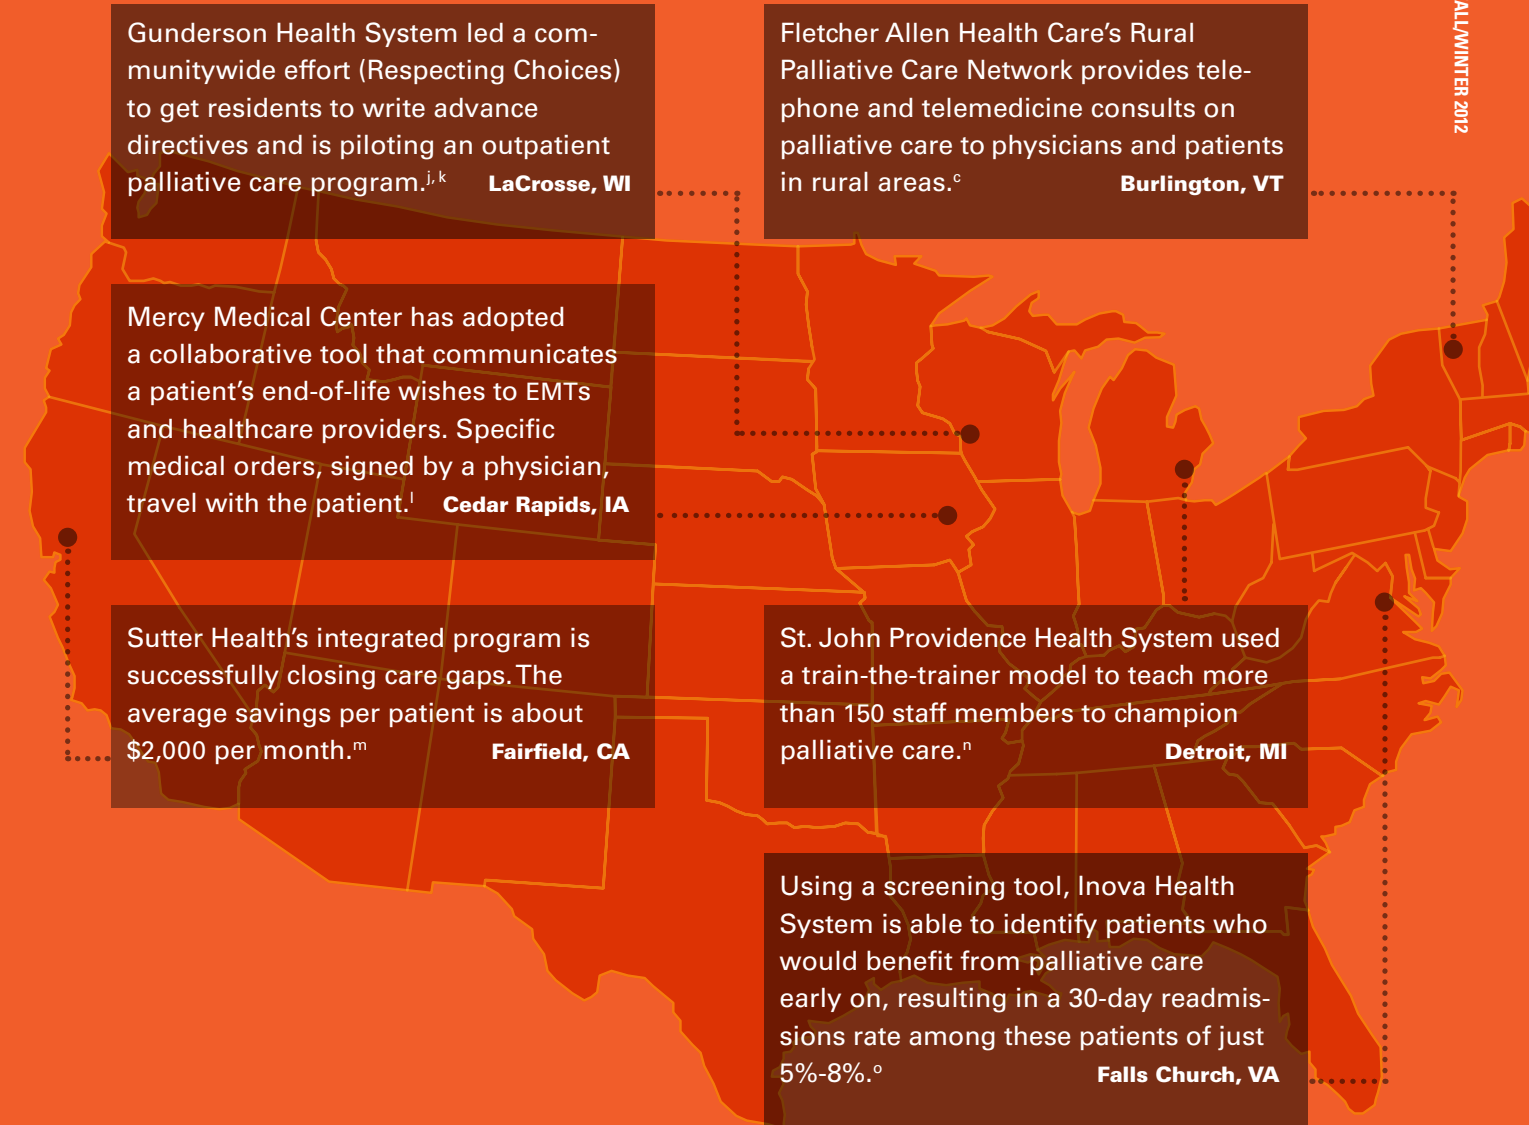 Gunderson Health System led a com-
munitywide effort (Respecting Choices)
to get residents to write advance
directives and is piloting an outpatient
palliative care program.j, k LaCrosse, WI
Mercy Medical Center has adopted
a collaborative tool that communicates
a patient’s end-of-life wishes to EMTs
and healthcare providers. Specific
medical orders, signed by a physician,
travel with the patient.l Cedar Rapids, IA
Sutter Health’s integrated program is
successfully closing care gaps. The
average savings per patient is about
$2,000 per month.m Fairfield, CA
Fletcher Allen Health Care’s Rural
Palliative Care Network provides tele-
phone and telemedicine consults on
palliative care to physicians and patients
in rural areas.c Burlington, VT
St. John Providence Health System used
a train-the-trainer model to teach more
than 150 staff members to champion
palliative care.n Detroit, MI
Using a screening tool, Inova Health
System is able to identify patients who
would benefit from palliative care
early on, resulting in a 30-day readmis-
sions rate among these patients of just
5%-8%.o Falls Church, VA
ALL/WINTER 2012